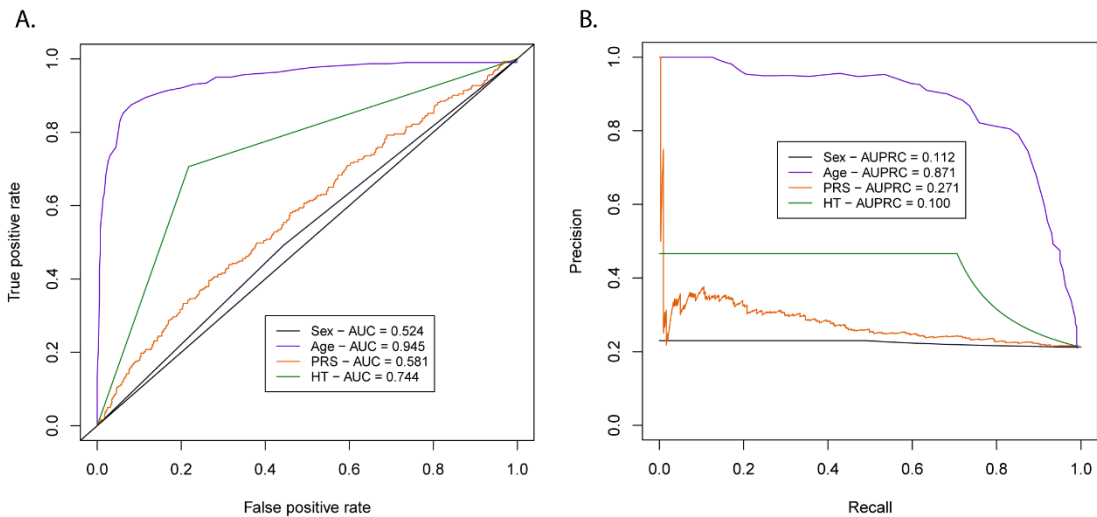 A.
True positive rate
1.0
0.8
0.6
0.4
0.2
0.0
Sex − AUC = 0.524
Age − AUC = 0.945
PRS − AUC = 0.581
HT − AUC = 0.744
0.0 0.2 0.4 0.6 0.8 1.0
False positive rate
B.
Precision
1.0
0.8
0.6
0.4
0.2
0.0
Sex − AUPRC = 0.112
Age − AUPRC = 0.871
PRS − AUPRC = 0.271
HT − AUPRC = 0.100
0.0 0.2 0.4 0.6 0.8 1.0
Recall